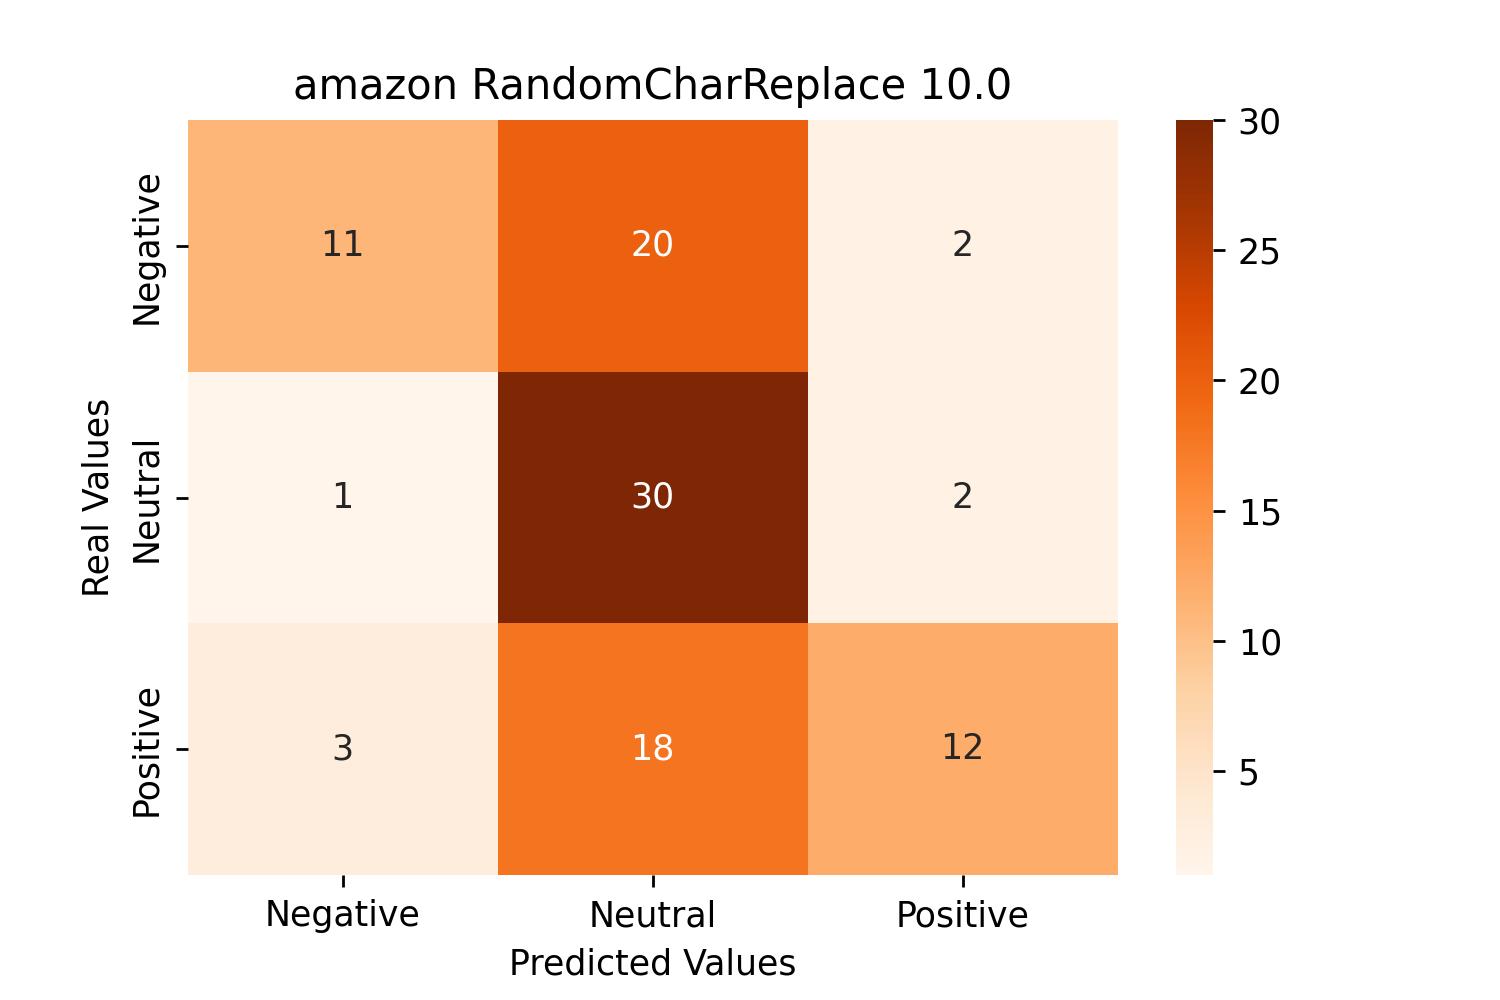 amazon RandomCharReplace 10.0
30
25
20
15
10
5
Real Values
Negative
11 20 2
Neutral
1 30 2
Positive
3 18 12
Negative Neutral Positive
Predicted Values